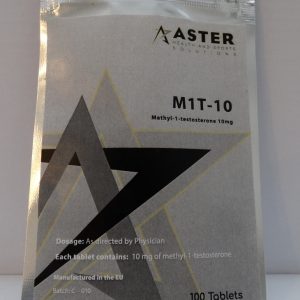 ASTER
HEALTH AND SPORTS
SOLUTIONS
M1T-10
Methyl-1-testosterone 10mg
Dosage: As directed by Physician
Each tablet contains: 10 mg of methyl-1-testosterone
Manufactured in the EU
100 Tablets